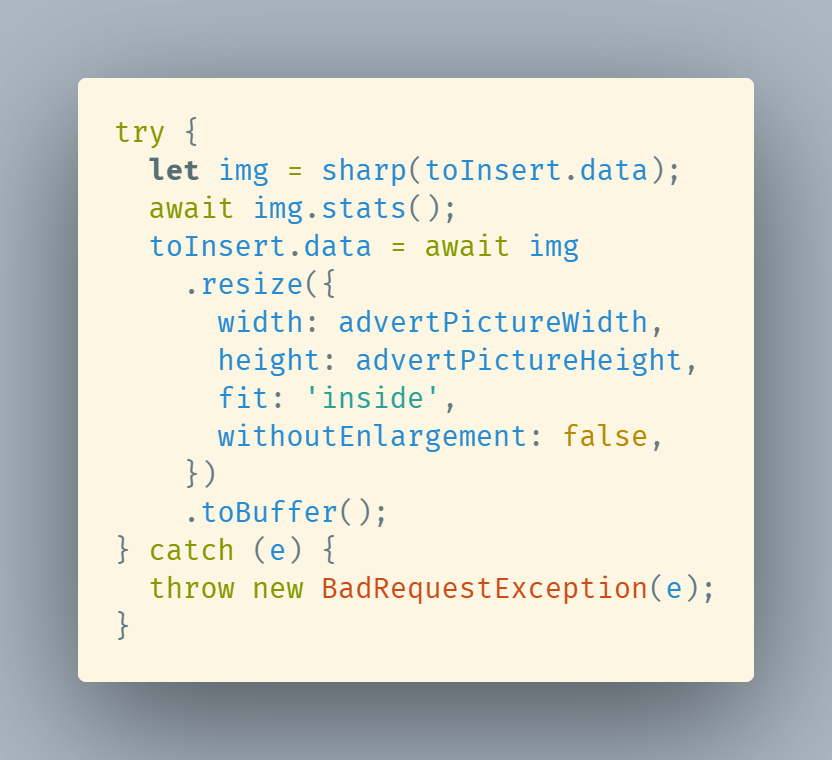 try {
  let img = sharp(toInsert.data);
  await img.stats();
  toInsert.data = await img
    .resize({
      width: advertPictureWidth,
      height: advertPictureHeight,
      fit: 'inside',
      withoutEnlargement: false,
    })
    .toBuffer();
} catch (e) {
  throw new BadRequestException(e);
}